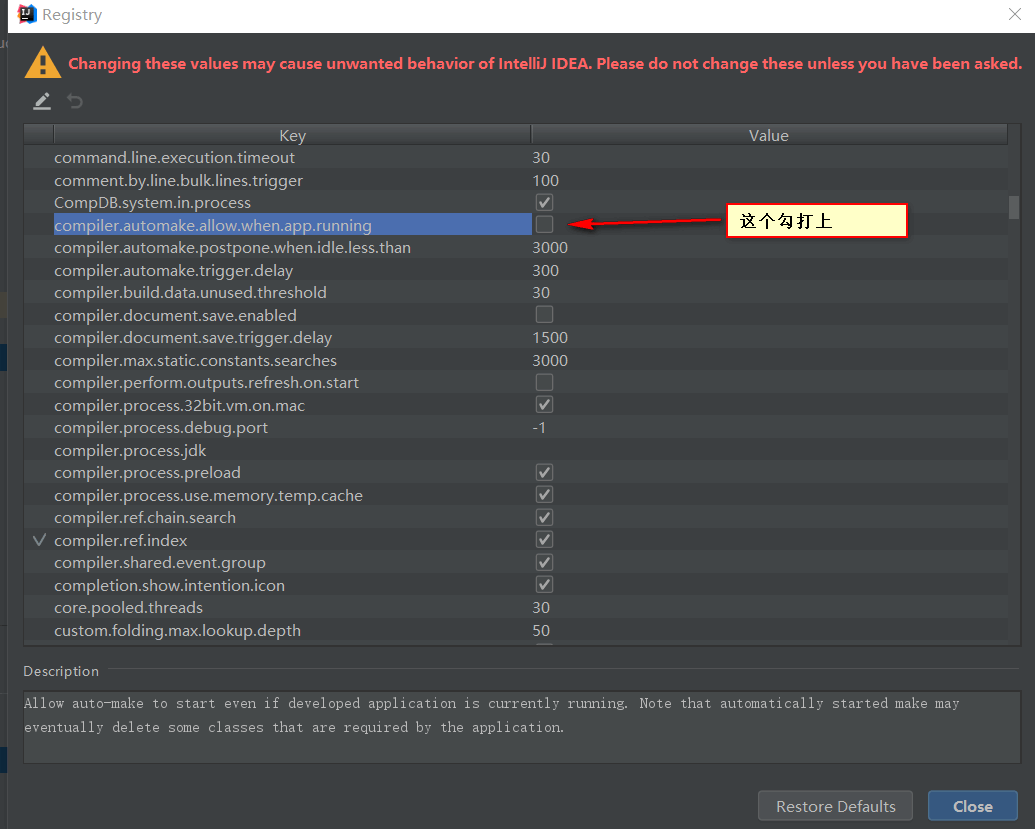 Registry
Changing these values may cause unwanted behavior of IntelliJ IDEA. Please do not change these unless you have been asked.
Key Value
command.line.execution.timeout 30
comment.by.line.bulk.lines.trigger 100
CompDB.system.in.process
compiler.automake.allow.when.app.running 这个勾打上
compiler.automake.postpone.when.idle.less.than 3000
compiler.automake.trigger.delay 300
compiler.build.data.unused.threshold 30
compiler.document.save.enabled
compiler.document.save.trigger.delay 1500
compiler.max.static.constants.searches 3000
compiler.perform.outputs.refresh.on.start
compiler.process.32bit.vm.on.mac
compiler.process.debug.port -1
compiler.process.jdk
compiler.process.preload
compiler.process.use.memory.temp.cache
compiler.ref.chain.search
compiler.ref.index
compiler.shared.event.group
completion.show.intention.icon
core.pooled.threads 30
custom.folding.max.lookup.depth 50
Description
Allow auto-make to start even if developed application is currently running. Note that automatically started make may
eventually delete some classes that are required by the application.
Restore Defaults Close